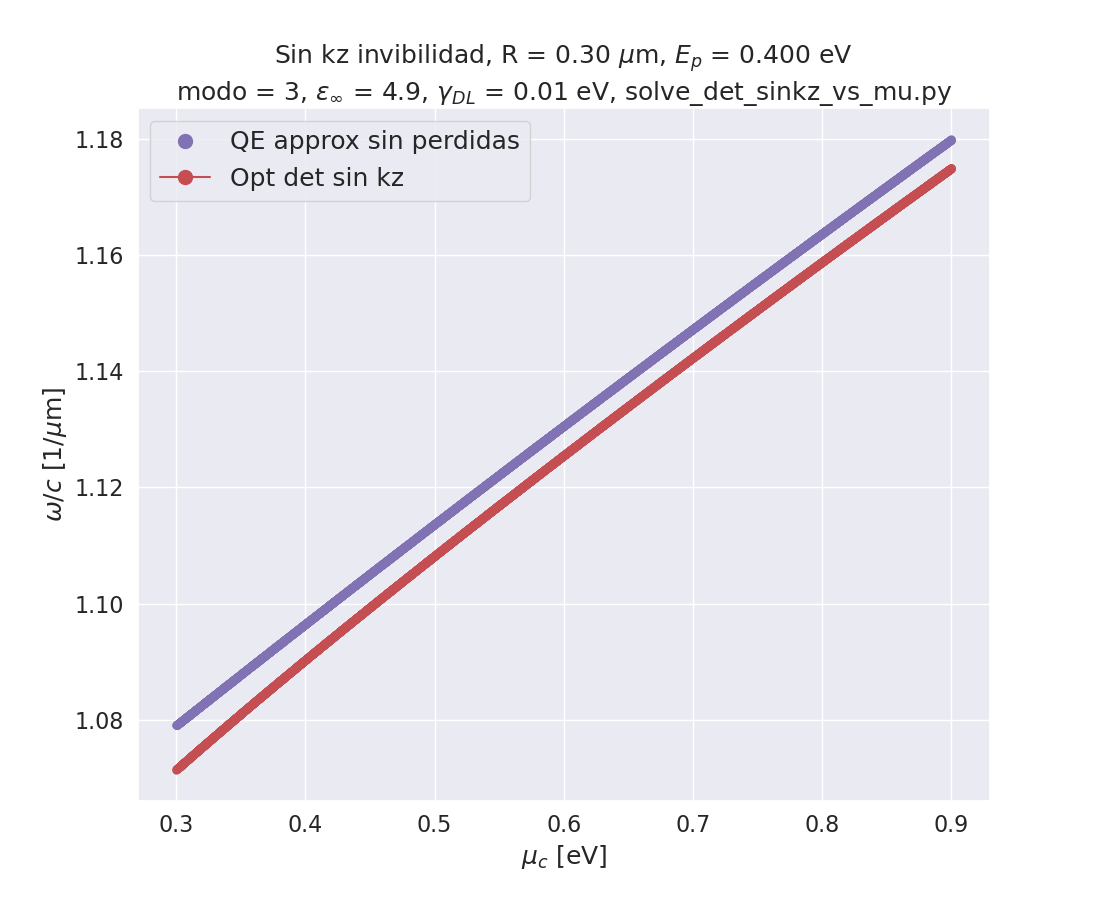 Sin kz invibilidad, R = 0.30 μm, E_p = 0.400 eV
modo = 3, ε_∞ = 4.9, γ_DL = 0.01 eV, solve_det_sinkz_vs_mu.py
QE approx sin perdidas
Opt det sin kz
1.18
1.16
1.14
1.12
1.10
1.08
ω/c [1/μm]
0.3 0.4 0.5 0.6 0.7 0.8 0.9
μ_c [eV]